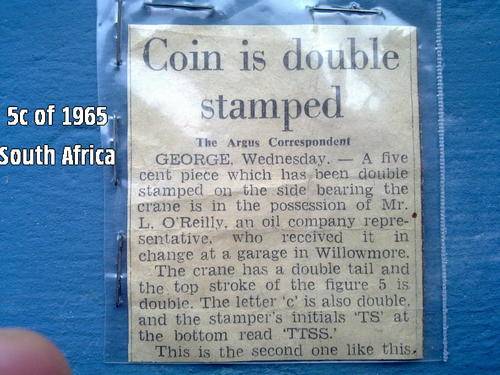 5c of 1965
South Africa
Coin is double
stamped
The Argus Correspondent
GEORGE, Wednesday. — A five
cent piece which has been double
stamped on the side bearing the
crane is in the possession of Mr.
L. O'Reilly, an oil company repre-
sentative, who received it in
change at a garage in Willowmore.
The crane has a double tail and
the top stroke of the figure 5 is
double. The letter 'c' is also double,
and the stamper's initials 'TS' at
the bottom read 'TTSS.'
This is the second one like this.